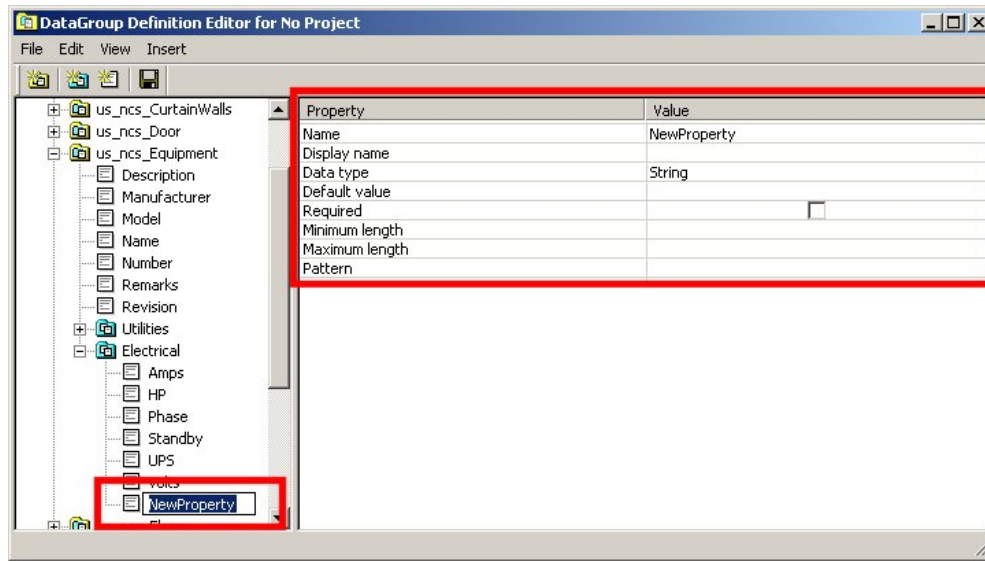 DataGroup Definition Editor for No Project
File Edit View Insert
us_ncs_CurtainWalls
us_ncs_Door
us_ncs_Equipment
Description
Manufacturer
Model
Name
Number
Remarks
Revision
Utilities
Electrical
Amps
HP
Phase
Standby
UPS
Volts
NewProperty
Property Value
Name NewProperty
Display name
Data type String
Default value
Required
Minimum length
Maximum length
Pattern